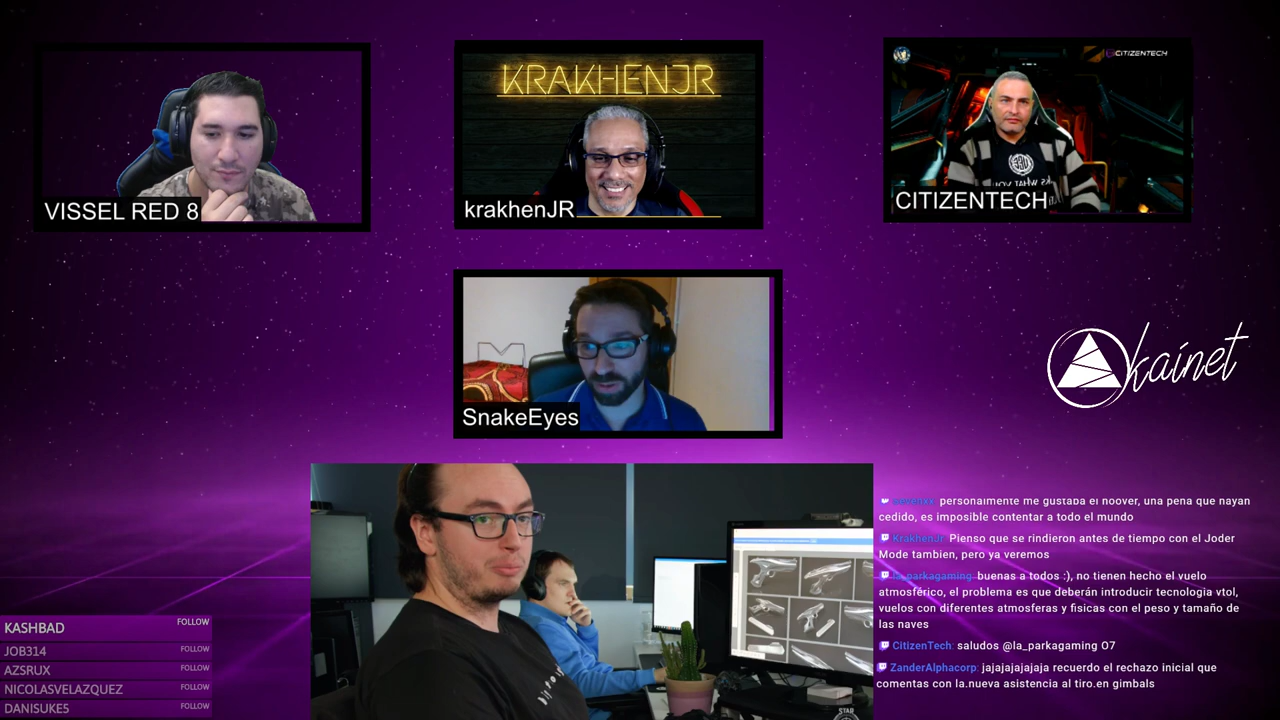 CITIZENTECH
KRAKHENJR
VISSEL RED 8
krakhenJR
CITIZENTECH
SnakeEyes
kainet
personalmente me gustaba el hoover, una pena que hayan
cedido, es imposible contentar a todo el mundo
KrakhenJr: Pienso que se rindieron antes de tiempo con el Joder
Mode tambien, pero ya veremos
la_parkagaming: buenas a todos :), no tienen hecho el vuelo
atmosférico, el problema es que deberán introducir tecnologia vtol,
vuelos con diferentes atmosferas y fisicas con el peso y tamaño de
las naves
CitizenTech: saludos @la_parkagaming O7
ZanderAlphacorp: jajajajajajaja recuerdo el rechazo inicial que
comentas con la.nueva asistencia al tiro.en gimbals
KASHBAD FOLLOW
JOB314 FOLLOW
AZSRUX FOLLOW
NICOLASVELAZQUEZ FOLLOW
DANISUKE5 FOLLOW
STAR